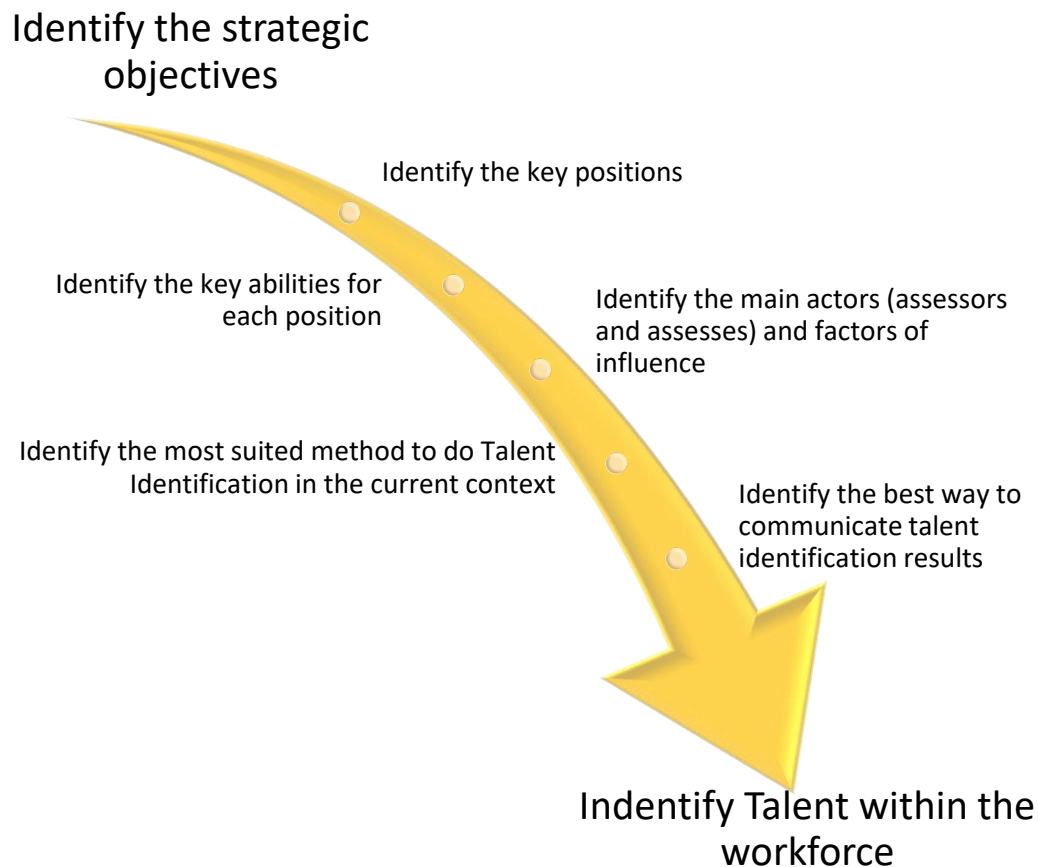 Identify the strategic
objectives
Identify the key positions
Identify the key abilities for
each position
Identify the main actors (assessors
and assesses) and factors of
influence
Identify the most suited method to do Talent
Identification in the current context
Identify the best way to
communicate talent
identification results
Indentify Talent within the
workforce